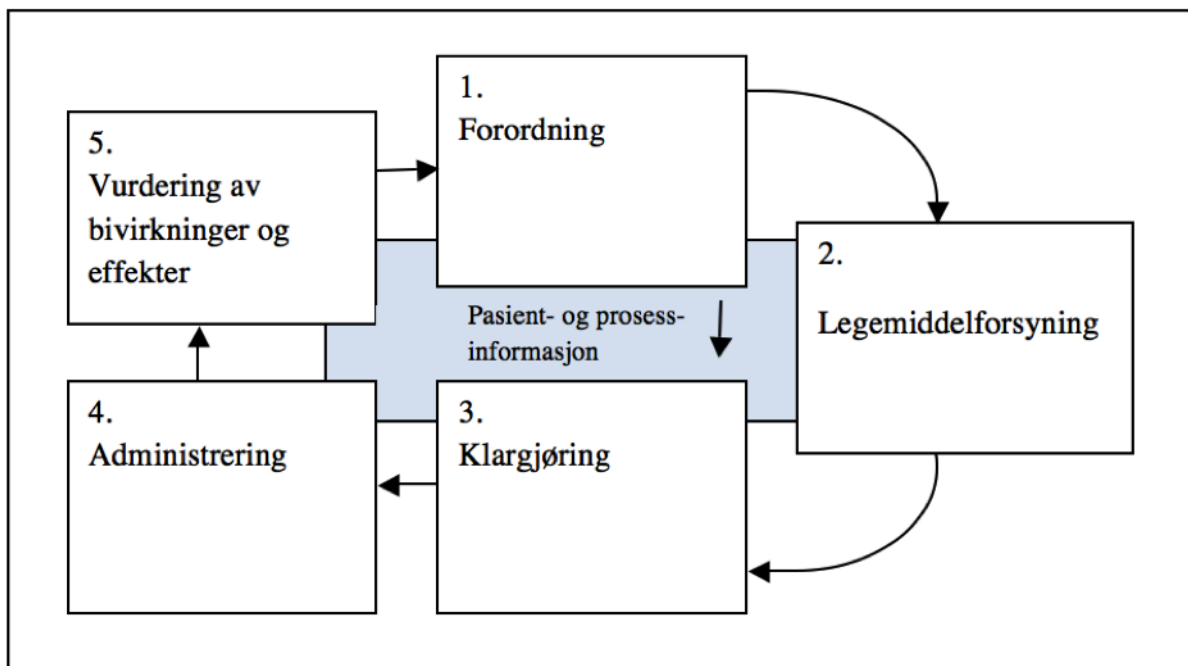 1.
Forordning
2.
Legemiddelforsyning
3.
Klargjøring
4.
Administrering
5.
Vurdering av
bivirkninger og
effekter
Pasient- og prosess-
informasjon